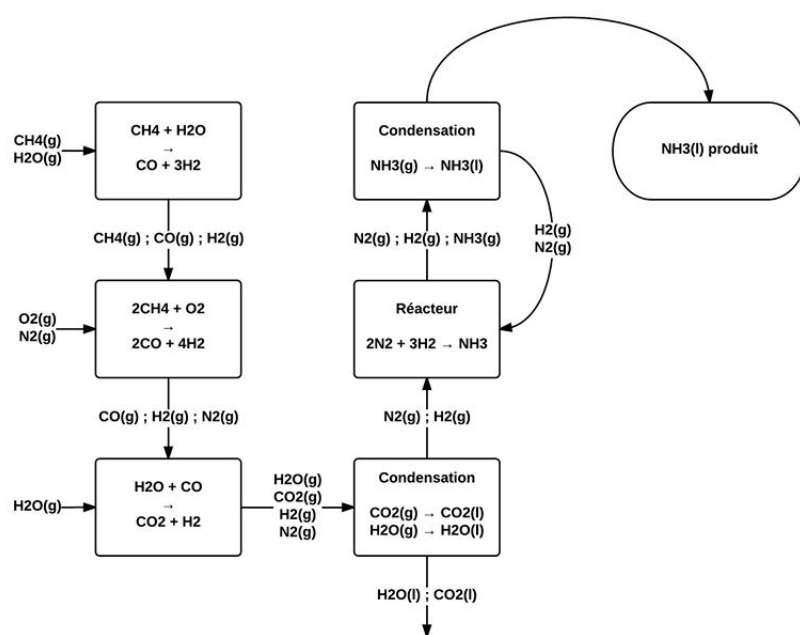 CH4(g)
H2O(g)
CH4 + H2O
→
CO + 3H2
CH4(g) ; CO(g) ; H2(g)
O2(g)
N2(g)
2CH4 + O2
→
2CO + 4H2
CO(g) ; H2(g) ; N2(g)
H2O(g)
H2O + CO
→
CO2 + H2
H2O(g)
CO2(g)
H2(g)
N2(g)
Condensation
CO2(g) → CO2(l)
H2O(g) → H2O(l)
H2O(l) ; CO2(l)
N2(g) ; H2(g)
Réacteur
2N2 + 3H2 → NH3
N2(g) ; H2(g) ; NH3(g)
H2(g)
N2(g)
Condensation
NH3(g) → NH3(l)
NH3(l) produit